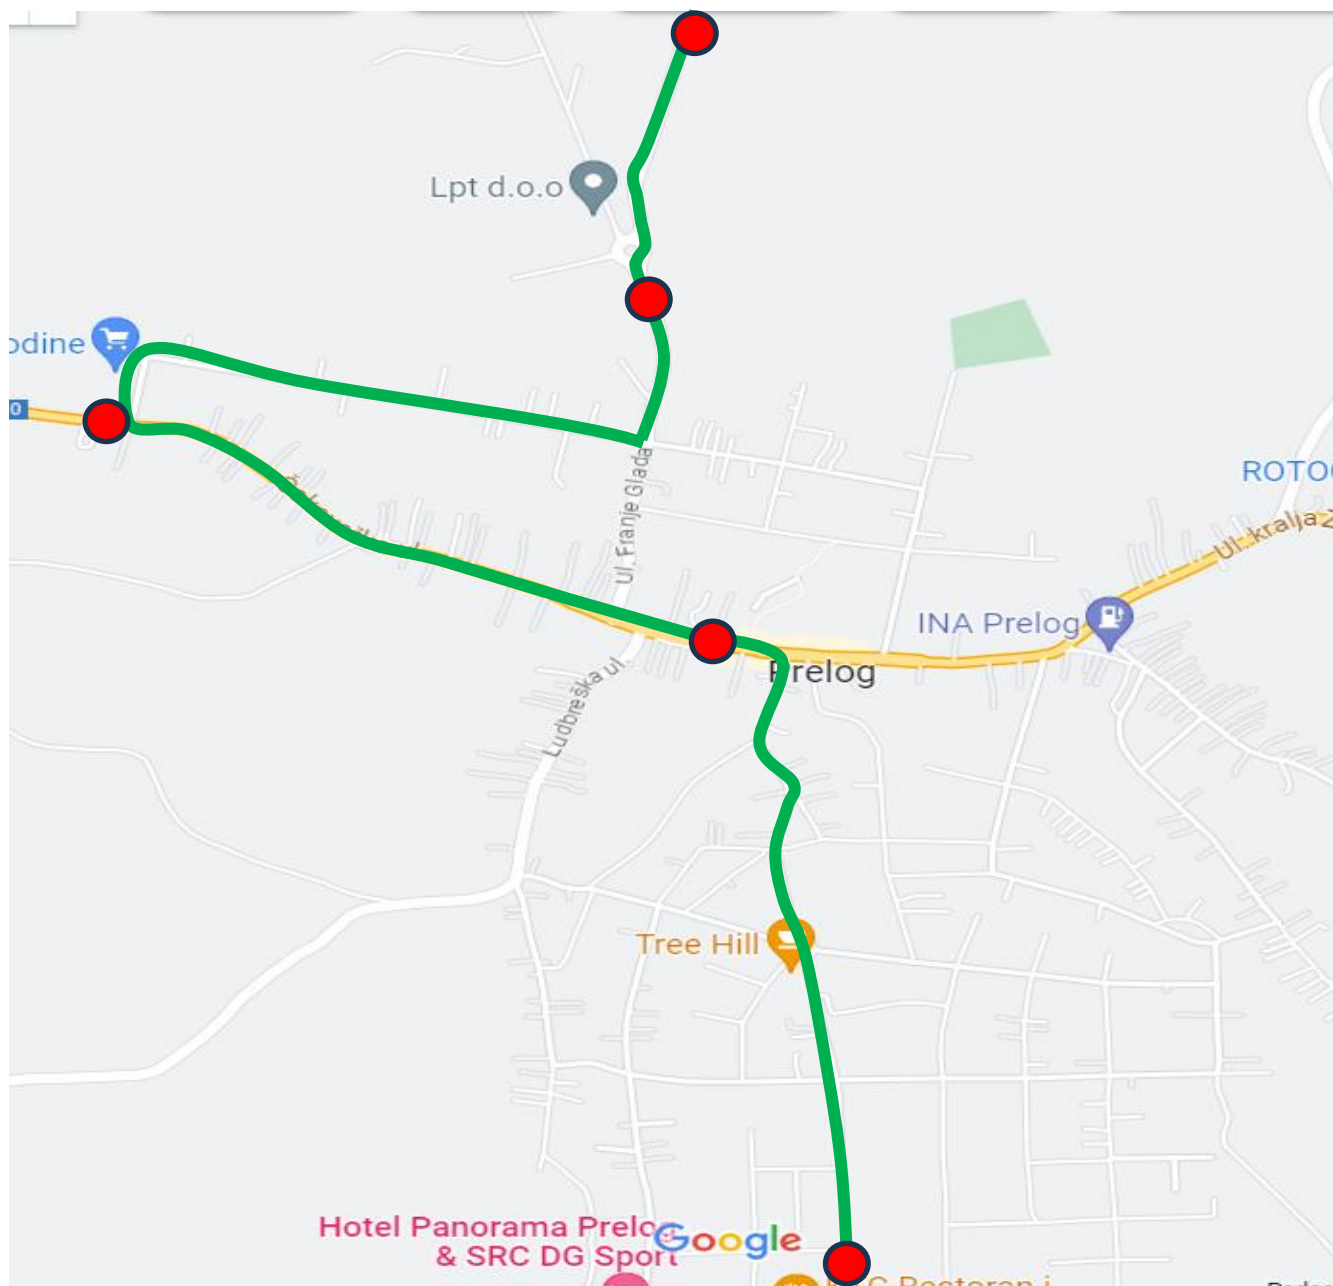 Lpt d.o.o
odine
0
ROTO
Ul. Franje Glada
Ul. kralja
INA Prelog
Prelog
Ludbreška ul.
Tree Hill
Hotel Panorama Prelog
& SRC DG Sport
Google